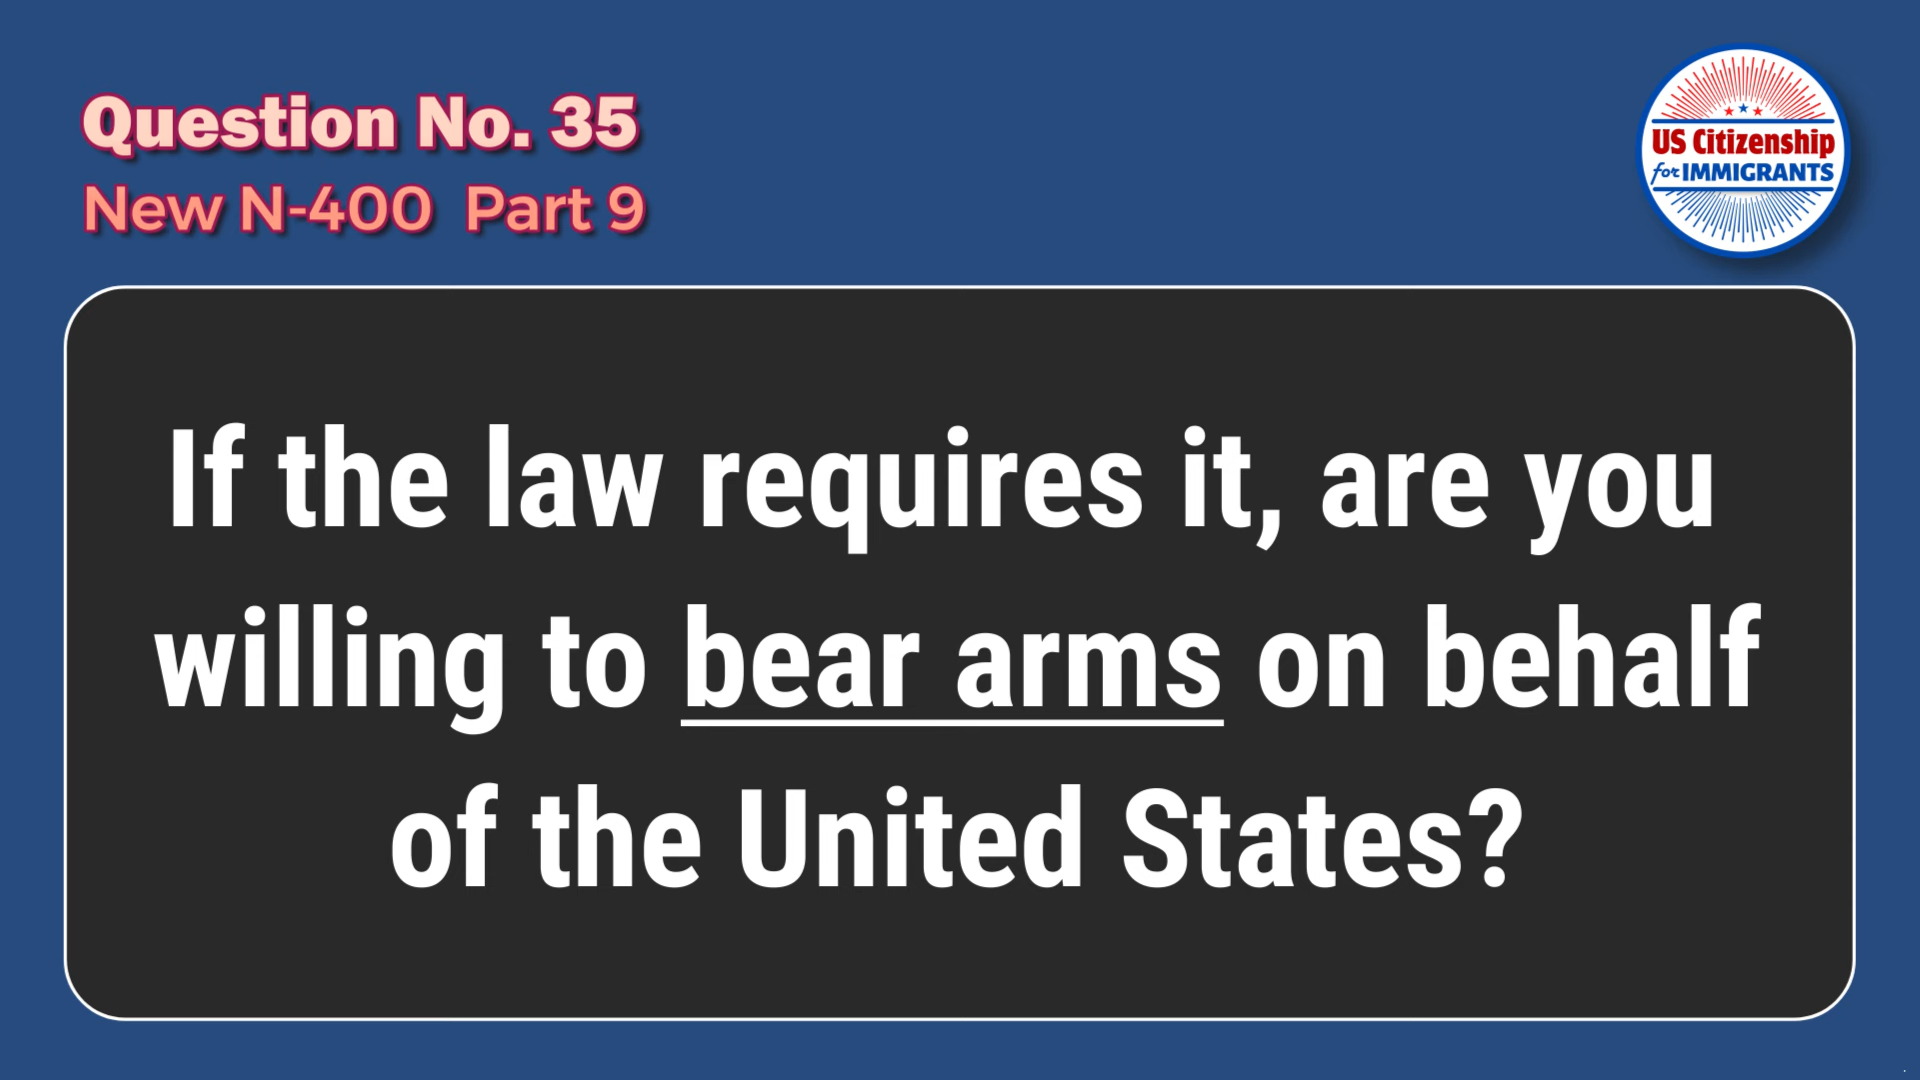 Question No. 35
New N-400 Part 9
US Citizenship
for IMMIGRANTS
If the law requires it, are you
willing to bear arms on behalf
of the United States?